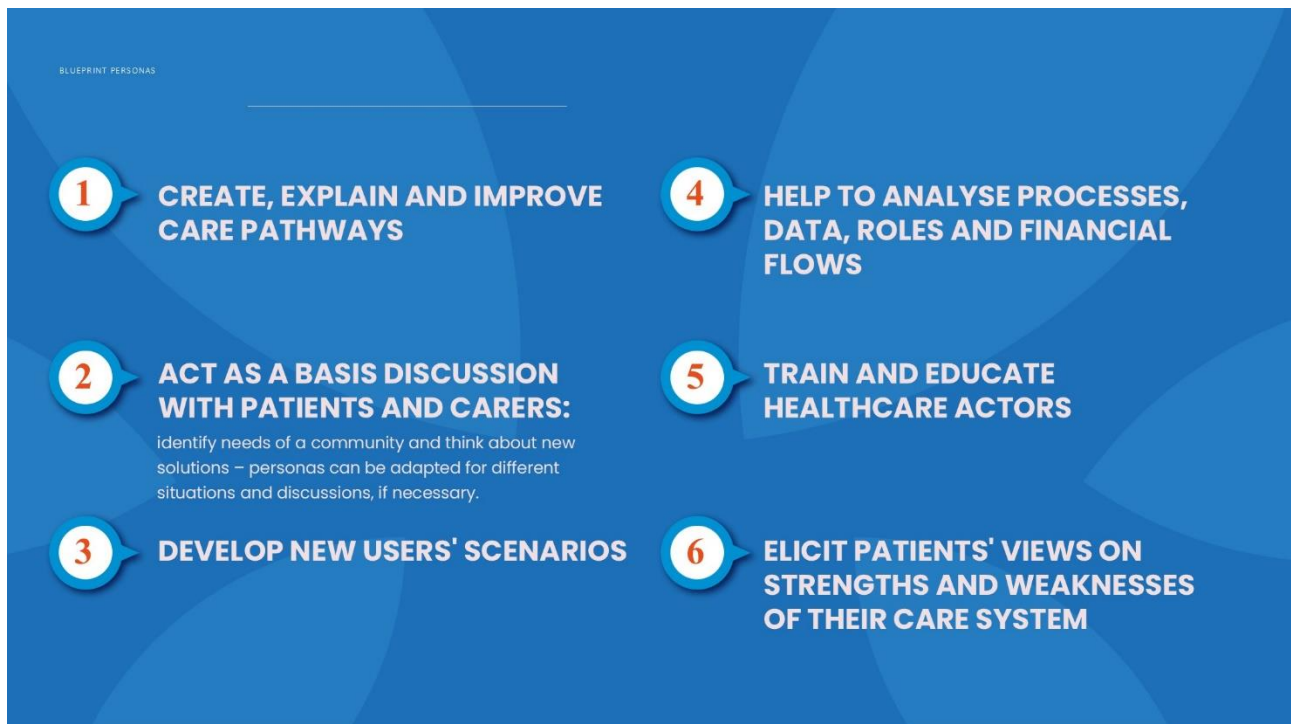 BLUEPRINT PERSONAS
1
CREATE, EXPLAIN AND IMPROVE
CARE PATHWAYS
2
ACT AS A BASIS DISCUSSION
WITH PATIENTS AND CARERS:
identify needs of a community and think about new
solutions – personas can be adapted for different
situations and discussions, if necessary.
3
DEVELOP NEW USERS' SCENARIOS
4
HELP TO ANALYSE PROCESSES,
DATA, ROLES AND FINANCIAL
FLOWS
5
TRAIN AND EDUCATE
HEALTHCARE ACTORS
6
ELICIT PATIENTS' VIEWS ON
STRENGTHS AND WEAKNESSES
OF THEIR CARE SYSTEM